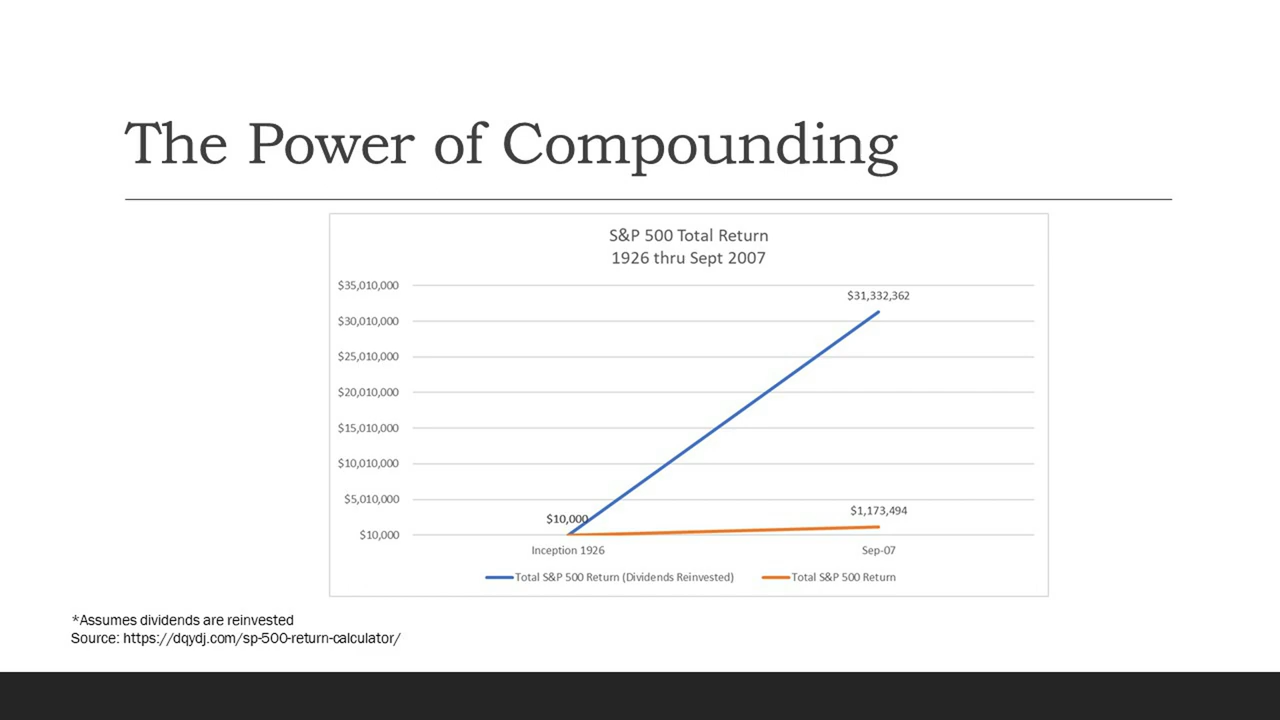 The Power of Compounding
S&P 500 Total Return
1926 thru Sept 2007
$35,010,000
$30,010,000
$25,010,000
$20,010,000
$15,010,000
$10,010,000
$5,010,000
$10,000
$31,332,362
$10,000
$1,173,494
Inception 1926
Sep-07
Total S&P 500 Return (Dividends Reinvested)
Total S&P 500 Return
*Assumes dividends are reinvested
Source: https://dqydj.com/sp-500-return-calculator/